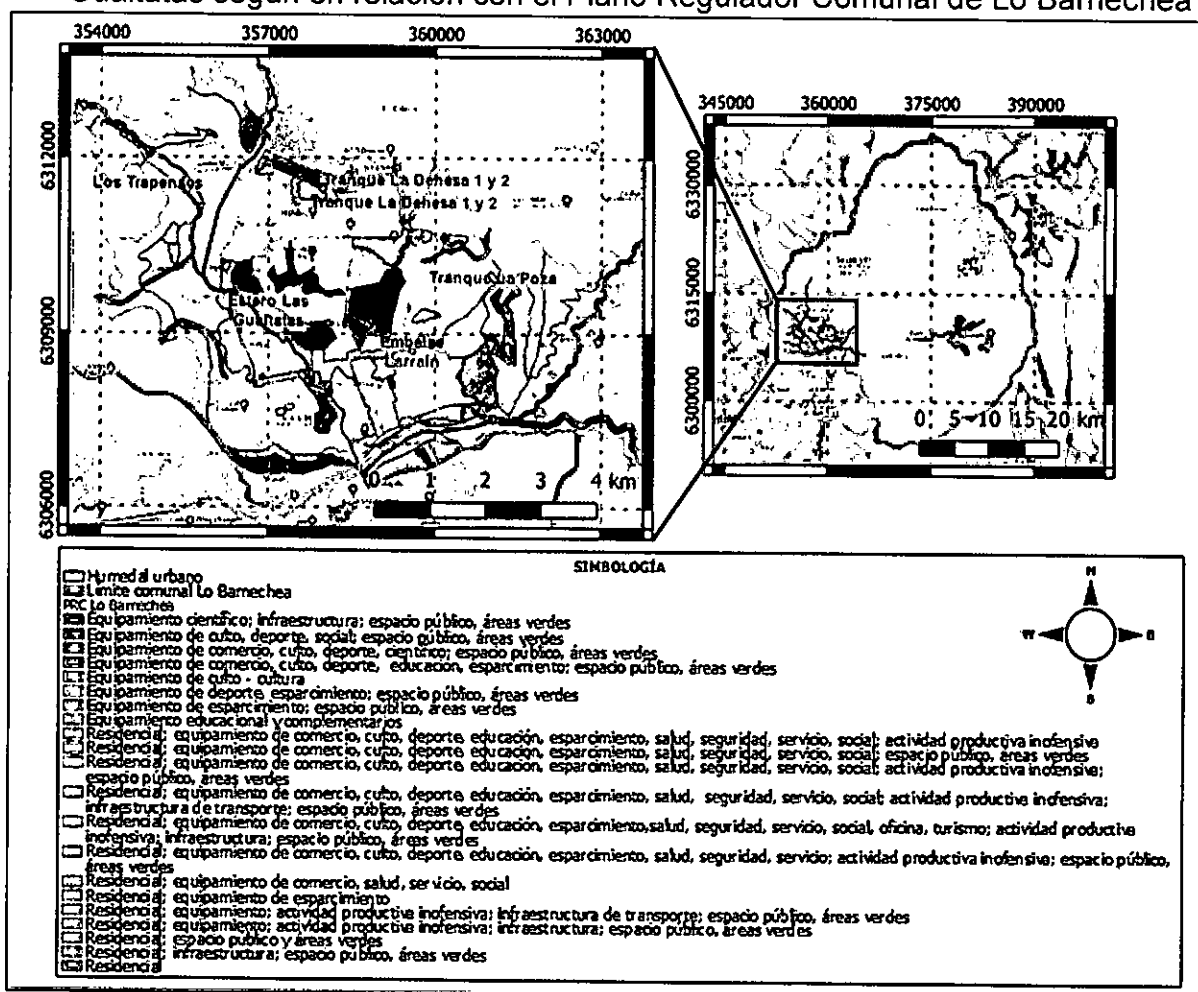 Gualtatas según en relación con el Plano Regulador Comunal de Lo Barnechea
354000 357000 360000 363000
345000 360000 375000 390000
6312000
6309000
6306000
Los Trapenses
Tranque La Dehesa 1 y 2
Tranque La Dehesa 1 y 2
Tranque La Poza
Estero Las
Gualtatas
Embalse
Larraín
0 1 2 3 4 km
6330000
6315000
6300000
0 5 10 15 20 km
SIMBOLOGÍA
Humedal urbano
Límite comunal Lo Barnechea
PRC Lo Barnechea
Equipamiento científico; infraestructura; espacio público, áreas verdes
Equipamiento de culto, deporte, social; espacio público, áreas verdes
Equipamiento de comercio, culto, deporte, científico; espacio público, áreas verdes
Equipamiento de comercio, culto, deporte, educación, esparcimiento; espacio público, áreas verdes
Equipamiento de culto - cultura
Equipamiento de deporte, esparcimiento; espacio público, áreas verdes
Equipamiento de esparcimiento; espacio público, áreas verdes
Equipamiento educacional y complementarios
Residencial; equipamiento de comercio, culto, deporte, educación, esparcimiento, salud, seguridad, servicio, social; actividad productiva inofensiva
Residencial; equipamiento de comercio, culto, deporte, educación, esparcimiento, salud, seguridad, servicio, social; espacio público, áreas verdes
Residencial; equipamiento de comercio, culto, deporte, educación, esparcimiento, salud, seguridad, servicio, social; actividad productiva inofensiva;
espacio público, áreas verdes
Residencial; equipamiento de comercio, culto, deporte, educación, esparcimiento, salud, seguridad, servicio, social; actividad productiva inofensiva;
infraestructura de transporte; espacio público, áreas verdes
Residencial; equipamiento de comercio, culto, deporte, educación, esparcimiento, salud, seguridad, servicio, social, oficina, turismo; actividad productiva
inofensiva; infraestructura; espacio público, áreas verdes
Residencial; equipamiento de comercio, culto, deporte, educación, esparcimiento, salud, seguridad, servicio; actividad productiva inofensiva; espacio público,
áreas verdes
Residencial; equipamiento de comercio, salud, servicio, social
Residencial; equipamiento de esparcimiento
Residencial; equipamiento; actividad productiva inofensiva; infraestructura de transporte; espacio público, áreas verdes
Residencial; equipamiento; actividad productiva inofensiva; infraestructura; espacio público, áreas verdes
Residencial; espacio público y áreas verdes
Residencial; infraestructura; espacio público, áreas verdes
Residencial